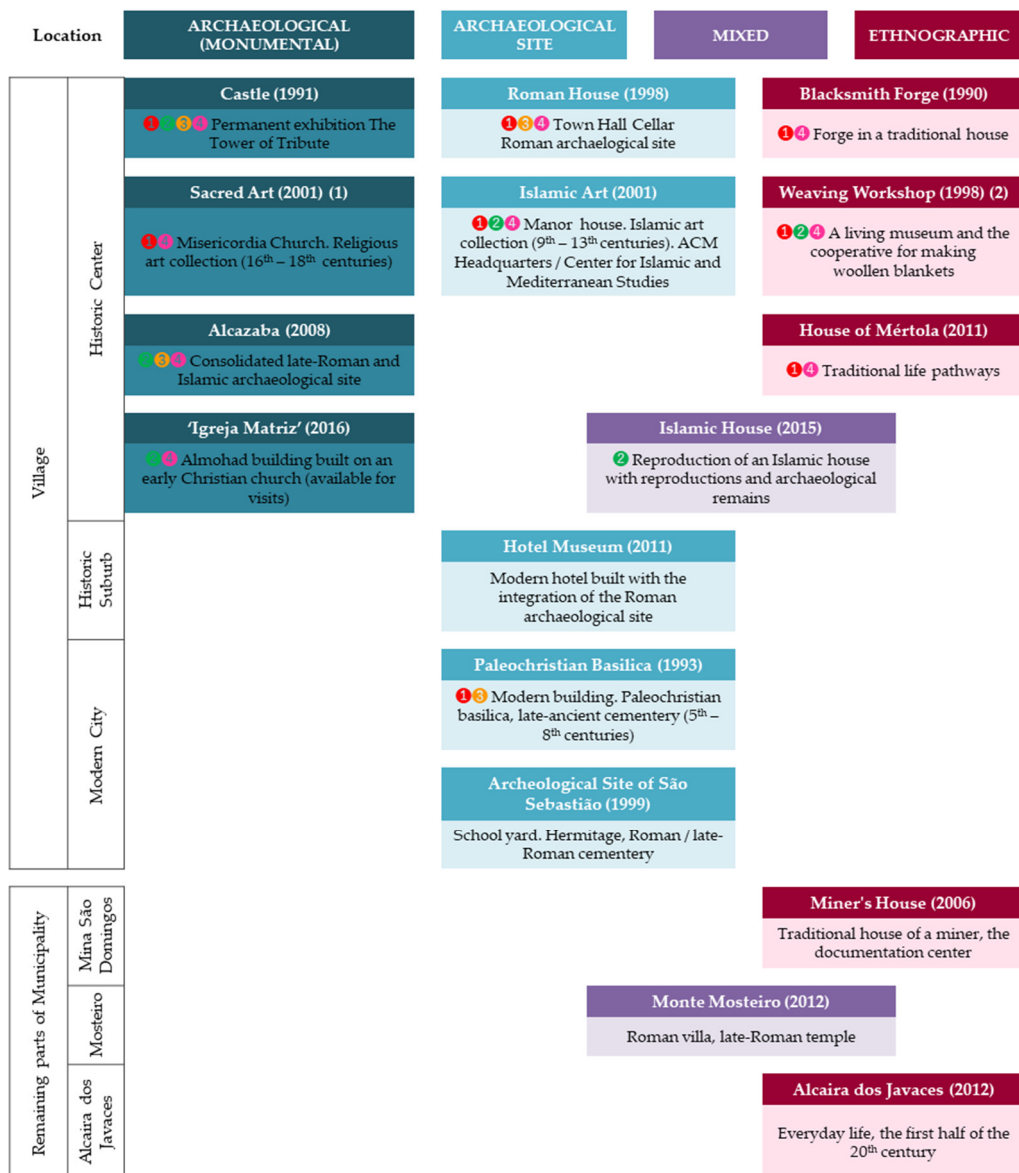 Location
ARCHAEOLOGICAL
(MONUMENTAL)
ARCHAEOLOGICAL
SITE
MIXED
ETHNOGRAPHIC
Village
Historic Center
Castle (1991)
1 3 4 Permanent exhibition The
Tower of Tribute
Roman House (1998)
1 3 4 Town Hall Cellar
Roman archaelogical site
Blacksmith Forge (1990)
1 4 Forge in a traditional house
Sacred Art (2001) (1)
1 4 Misericordia Church. Religious
art collection (16th – 18th centuries)
Islamic Art (2001)
1 2 4 Manor house. Islamic art
collection (9th – 13th centuries). ACM
Headquarters / Center for Islamic and
Mediterranean Studies
Weaving Workshop (1998) (2)
1 2 4 A living museum and the
cooperative for making
woollen blankets
Alcazaba (2008)
3 4 Consolidated late-Roman and
Islamic archaeological site
House of Mértola (2011)
1 4 Traditional life pathways
‘Igreja Matriz’ (2016)
4 Almohad building built on an
early Christian church (available for
visits)
Islamic House (2015)
2 Reproduction of an Islamic house
with reproductions and archaeological
remains
Historic
Suburb
Hotel Museum (2011)
Modern hotel built with the
integration of the Roman
archaeological site
Modern City
Paleochristian Basilica (1993)
1 3 Modern building. Paleochristian
basilica, late-ancient cementery (5th –
8th centuries)
Archeological Site of São
Sebastião (1999)
School yard. Hermitage, Roman / late-
Roman cementery
Remaining parts of Municipality
Mina São
Domingos
Miner's House (2006)
Traditional house of a miner, the
documentation center
Mosteiro
Monte Mosteiro (2012)
Roman villa, late-Roman temple
Alcaira dos
Javaces
Alcaira dos Javaces (2012)
Everyday life, the first half of the
20th century